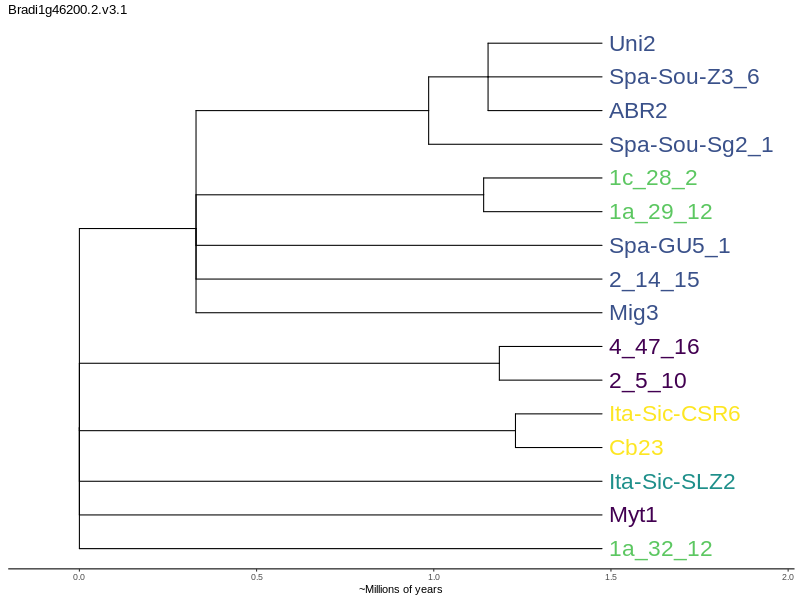 Bradi1g46200.2.v3.1
Uni2
Spa-Sou-Z3_6
ABR2
Spa-Sou-Sg2_1
1c_28_2
1a_29_12
Spa-GU5_1
2_14_15
Mig3
4_47_16
2_5_10
Ita-Sic-CSR6
Cb23
Ita-Sic-SLZ2
Myt1
1a_32_12
0.0 0.5 1.0 1.5 2.0
~Millions of years